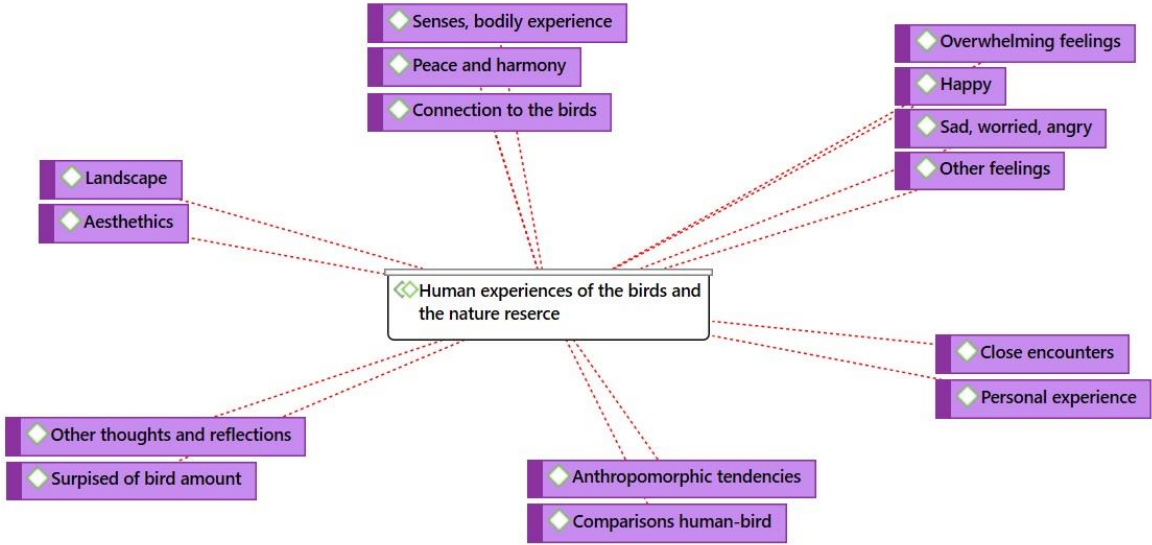 Senses, bodily experience
Peace and harmony
Connection to the birds
Overwhelming feelings
Happy
Sad, worried, angry
Other feelings
Landscape
Aesthethics
Human experiences of the birds and
the nature reserce
Close encounters
Personal experience
Other thoughts and reflections
Surpised of bird amount
Anthropomorphic tendencies
Comparisons human-bird